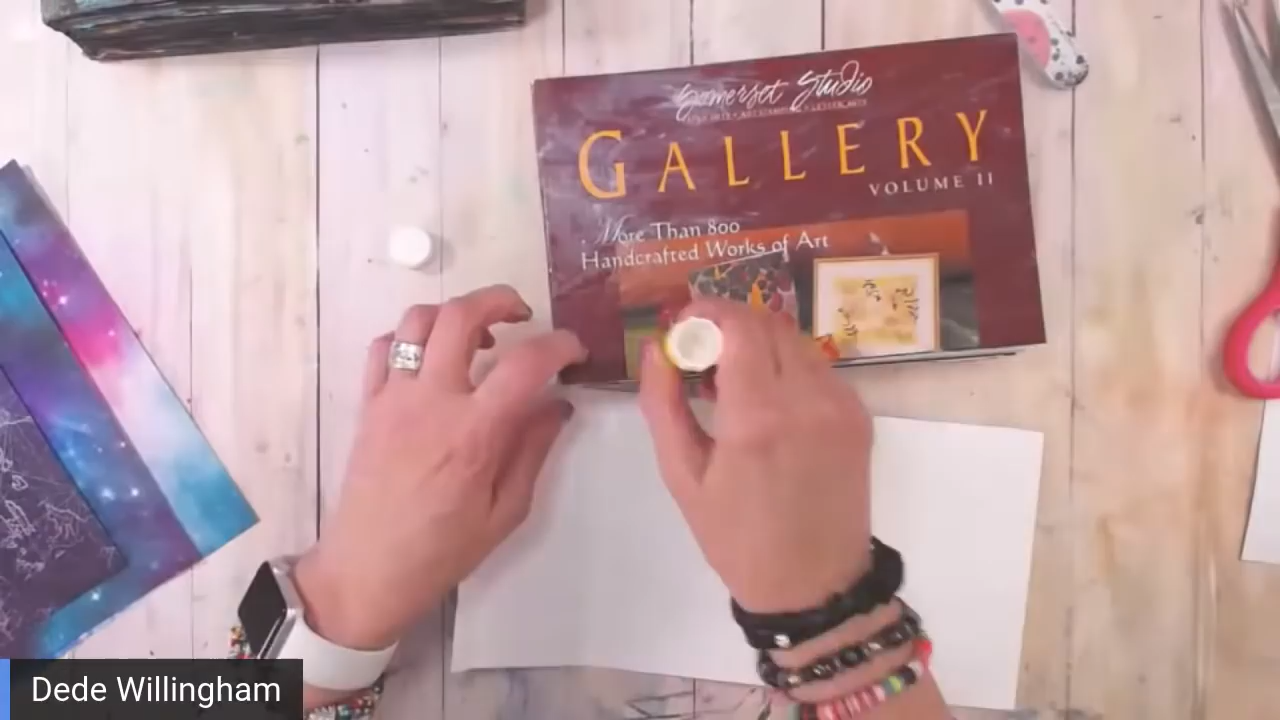 Somerset Studio
GALLERY
VOLUME II
More Than 800
Handcrafted Works of Art
Dede Willingham